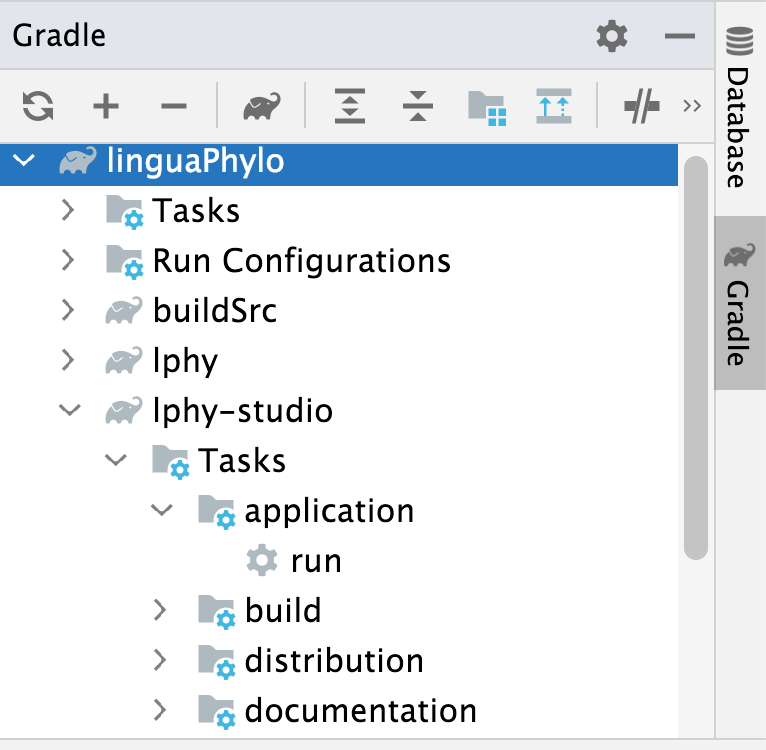 Gradle
linguaPhylo
Tasks
Run Configurations
buildSrc
lphy
lphy-studio
Tasks
application
run
build
distribution
documentation
Database
Gradle